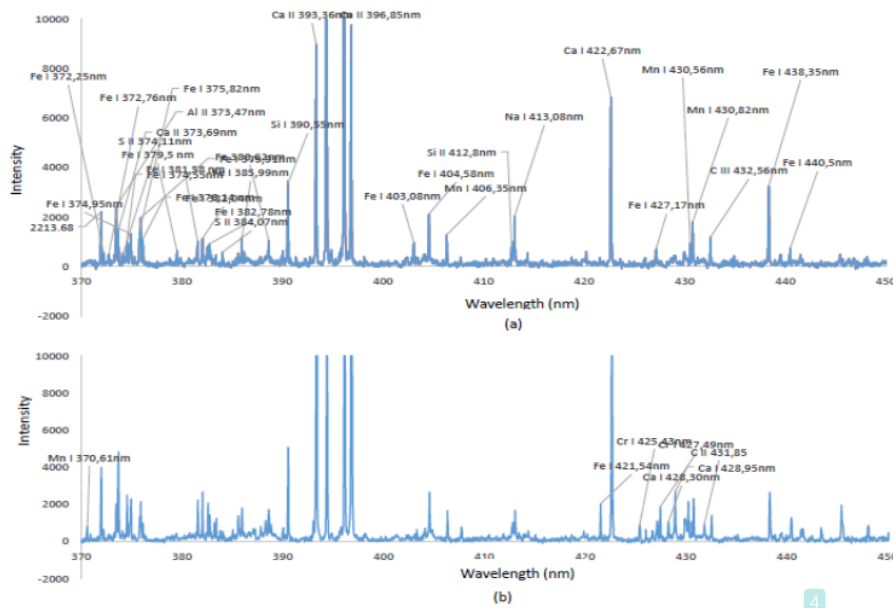 10000
8000
6000
4000
2000
0
-2000
Intensity
Ca II 393,36nm
Ca II 396,85nm
Fe I 372,25nm
Fe I 375,82nm
Fe I 372,76nm
Al II 373,47nm
Ca II 373,69nm
S II 374,11nm
Fe I 379,5 nm
Fe I 381,58 nm
Fe I 385,99nm
Fe I 374,95nm
2213.68
Fe I 382,78nm
S II 384,07nm
Si I 390,55nm
Fe I 403,08nm
Fe I 404,58nm
Mn I 406,35nm
Si II 412,8nm
Na I 413,08nm
Ca I 422,67nm
Mn I 430,56nm
Fe I 438,35nm
Mn I 430,82nm
C III 432,56nm
Fe I 440,5nm
Fe I 427,17nm
370 380 390 400 410 420 430 440 450
Wavelength (nm)
(a)
10000
8000
6000
4000
2000
0
-2000
Intensity
Mn I 370,61nm
Cr I 425,43nm
Cr I 427,49nm
C II 431,85
Fe I 421,54nm
Ca I 428,95nm
Ca I 428,30nm
370 380 390 400 410 420 430 440 450
Wavelength (nm)
(b)
4